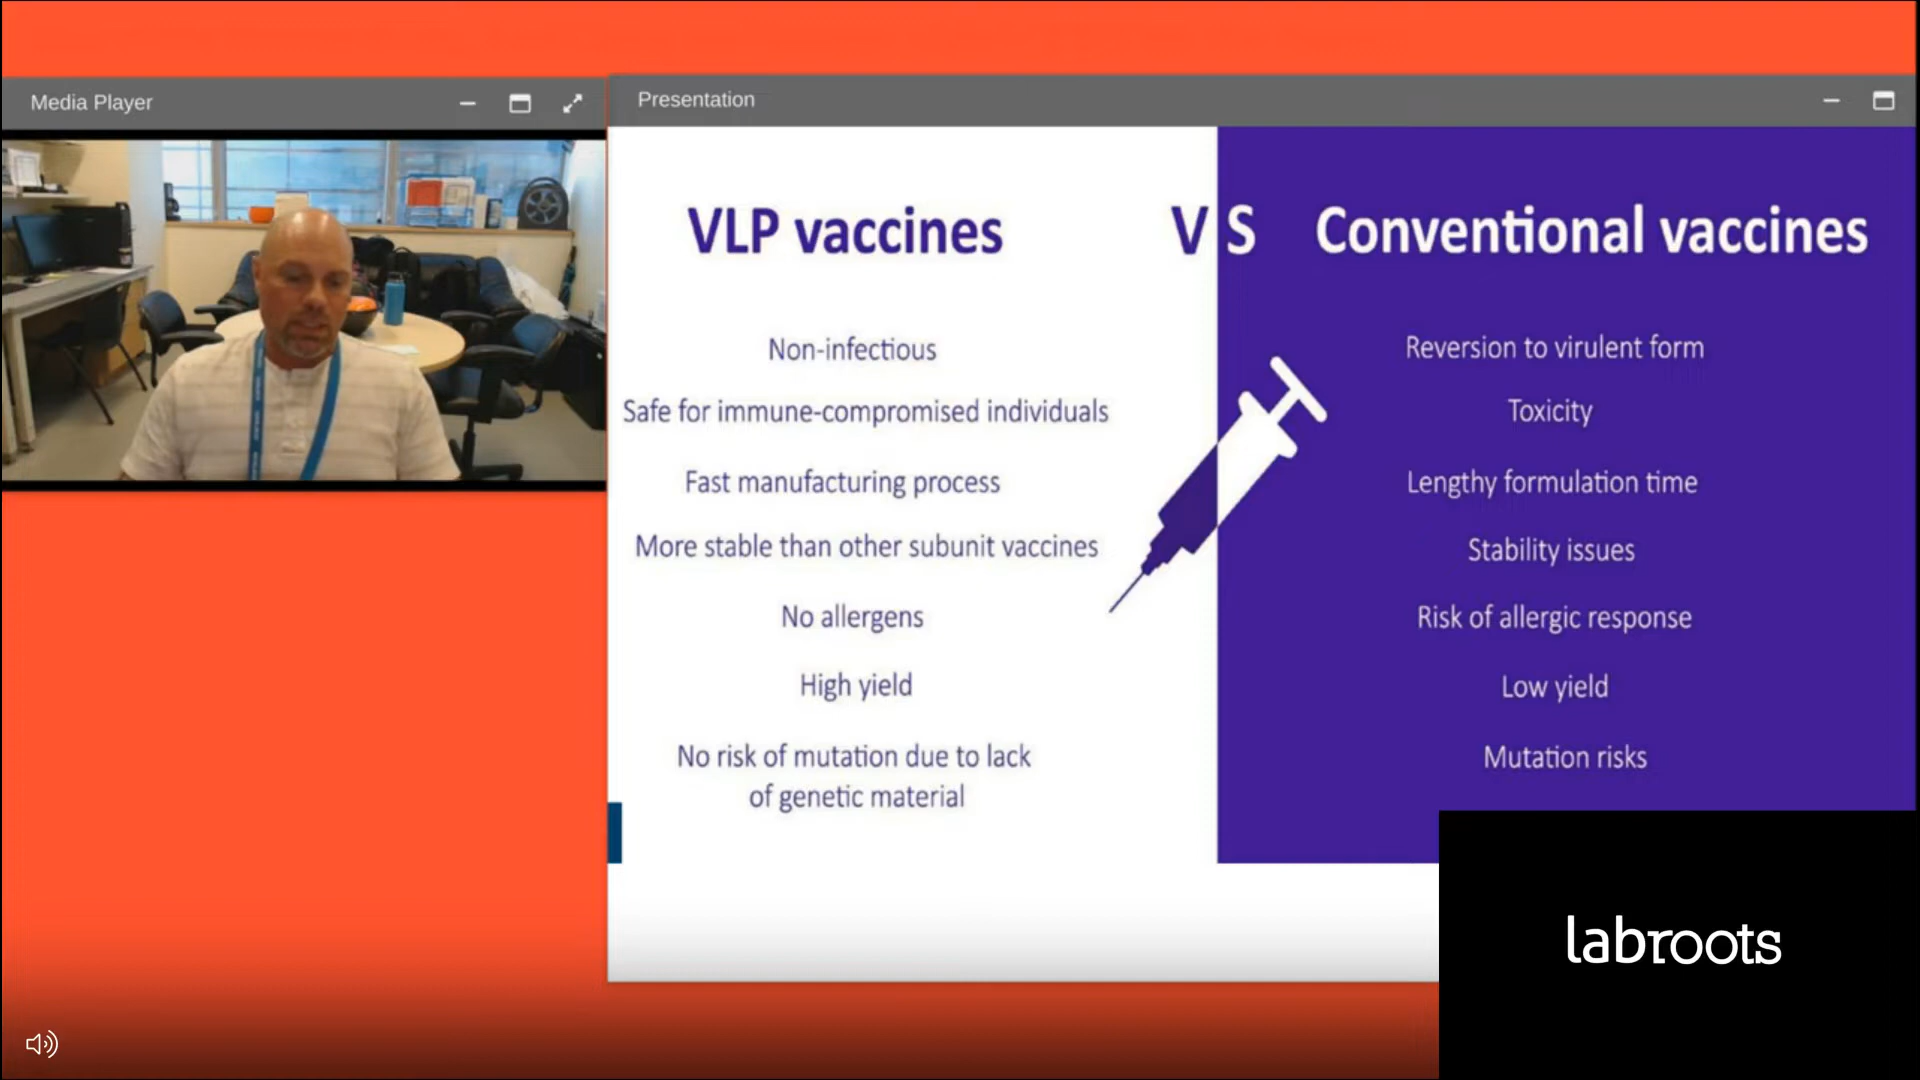 Media Player
Presentation
VLP vaccines
VS
Conventional vaccines
Non-infectious
Reversion to virulent form
Safe for immune-compromised individuals
Toxicity
Fast manufacturing process
Lengthy formulation time
More stable than other subunit vaccines
Stability issues
No allergens
Risk of allergic response
High yield
Low yield
No risk of mutation due to lack
of genetic material
Mutation risks
labroots